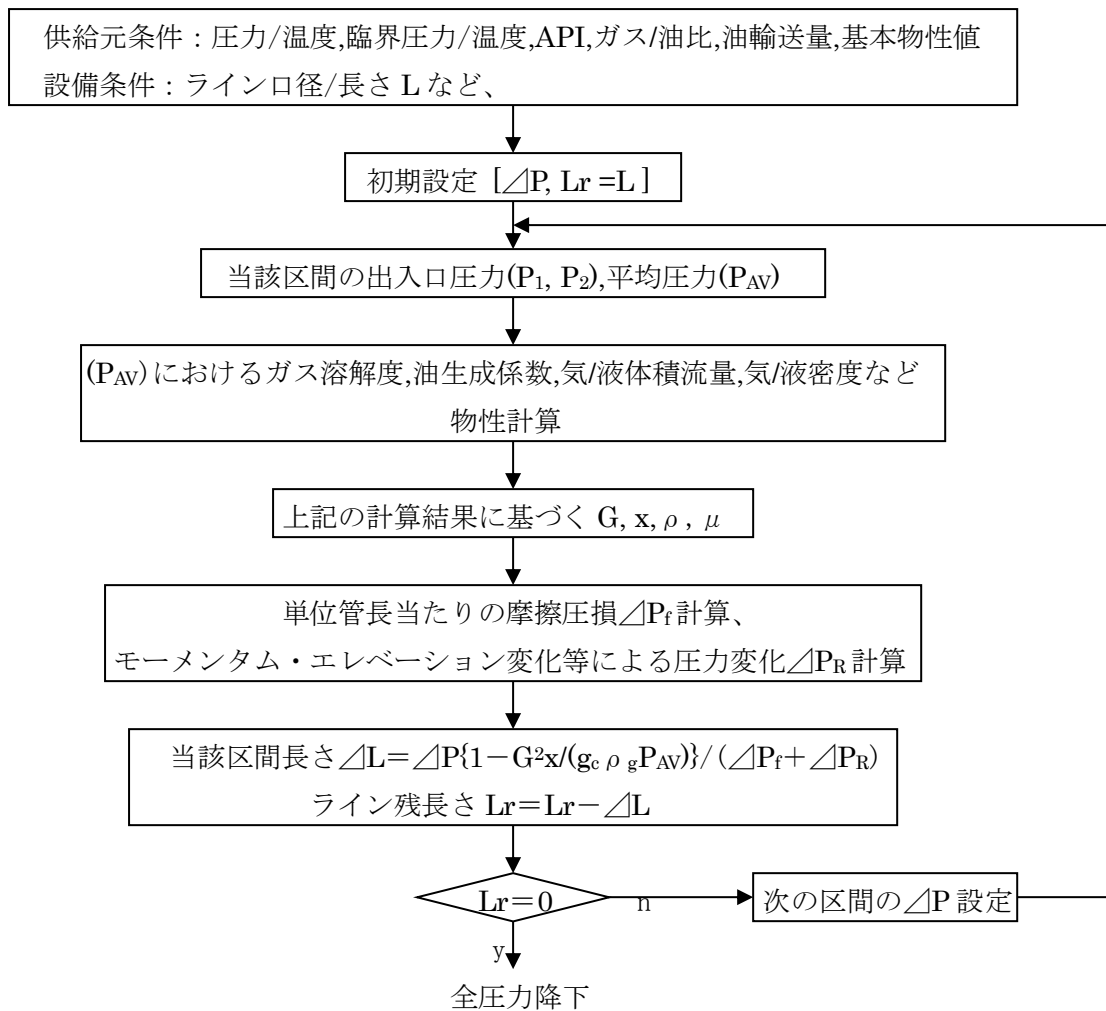 供給元条件：圧力/温度,臨界圧力/温度,API,ガス/油比,油輸送量,基本物性値
設備条件：ライン口径/長さ L など、
初期設定 [⊿P, Lr =L ]
当該区間の出入口圧力(P₁, P₂),平均圧力(P_AV)
(P_AV)におけるガス溶解度,油生成係数,気/液体積流量,気/液密度など
物性計算
上記の計算結果に基づく G, x, ρ , μ
単位管長当たりの摩擦圧損⊿P_f 計算、
モーメンタム・エレベーション変化等による圧力変化⊿P_R 計算
当該区間長さ⊿L＝⊿P{1－G²x/(g_c ρ_g P_AV)}/(⊿P_f＋⊿P_R)
ライン残長さ Lr＝Lr－⊿L
Lr＝0
n
次の区間の⊿P 設定
y
全圧力降下